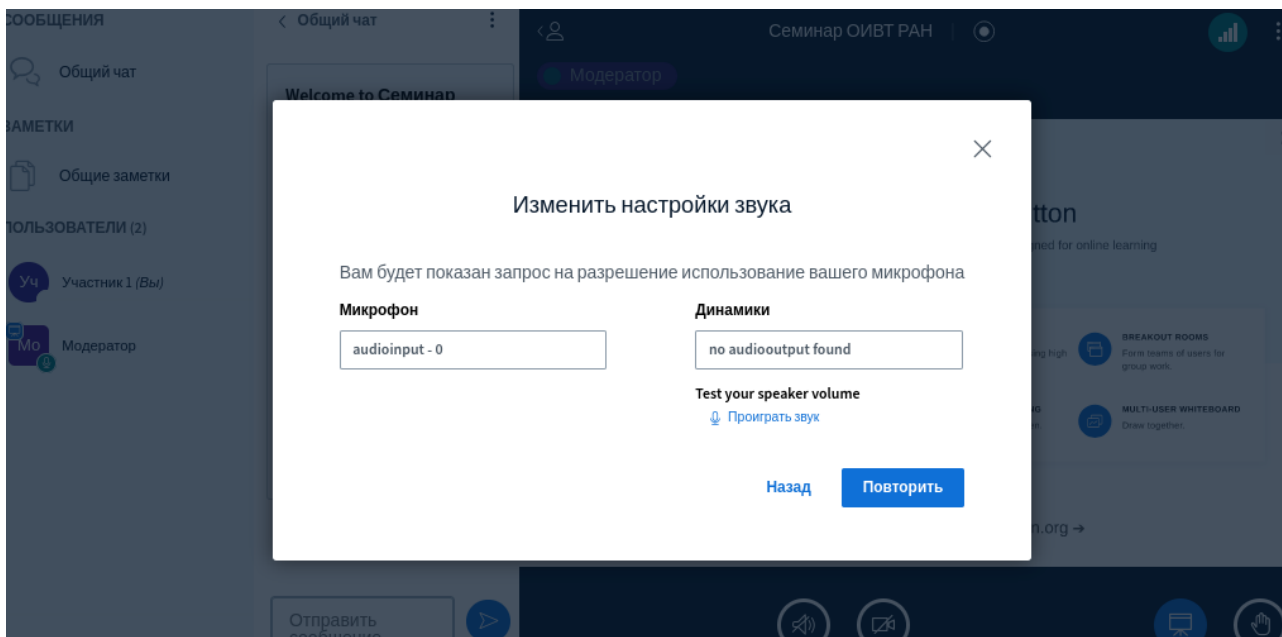 СООБЩЕНИЯ
Общий чат
ЗАМЕТКИ
Общие заметки
ПОЛЬЗОВАТЕЛИ (2)
Уч Участник 1 (Вы)
Мо Модератор
Общий чат
Welcome to Семинар
Отправить
сообщение
Семинар ОИВТ РАН
Модератор
Изменить настройки звука
Вам будет показан запрос на разрешение использование вашего микрофона
Микрофон
audioinput - 0
Динамики
no audiooutput found
Test your speaker volume
Проиграть звук
Назад
Повторить
tton
ned for online learning
BREAKOUT ROOMS
ng high
Form teams of users for
group work.
MULTI-USER WHITEBOARD
Draw together.
n.org →